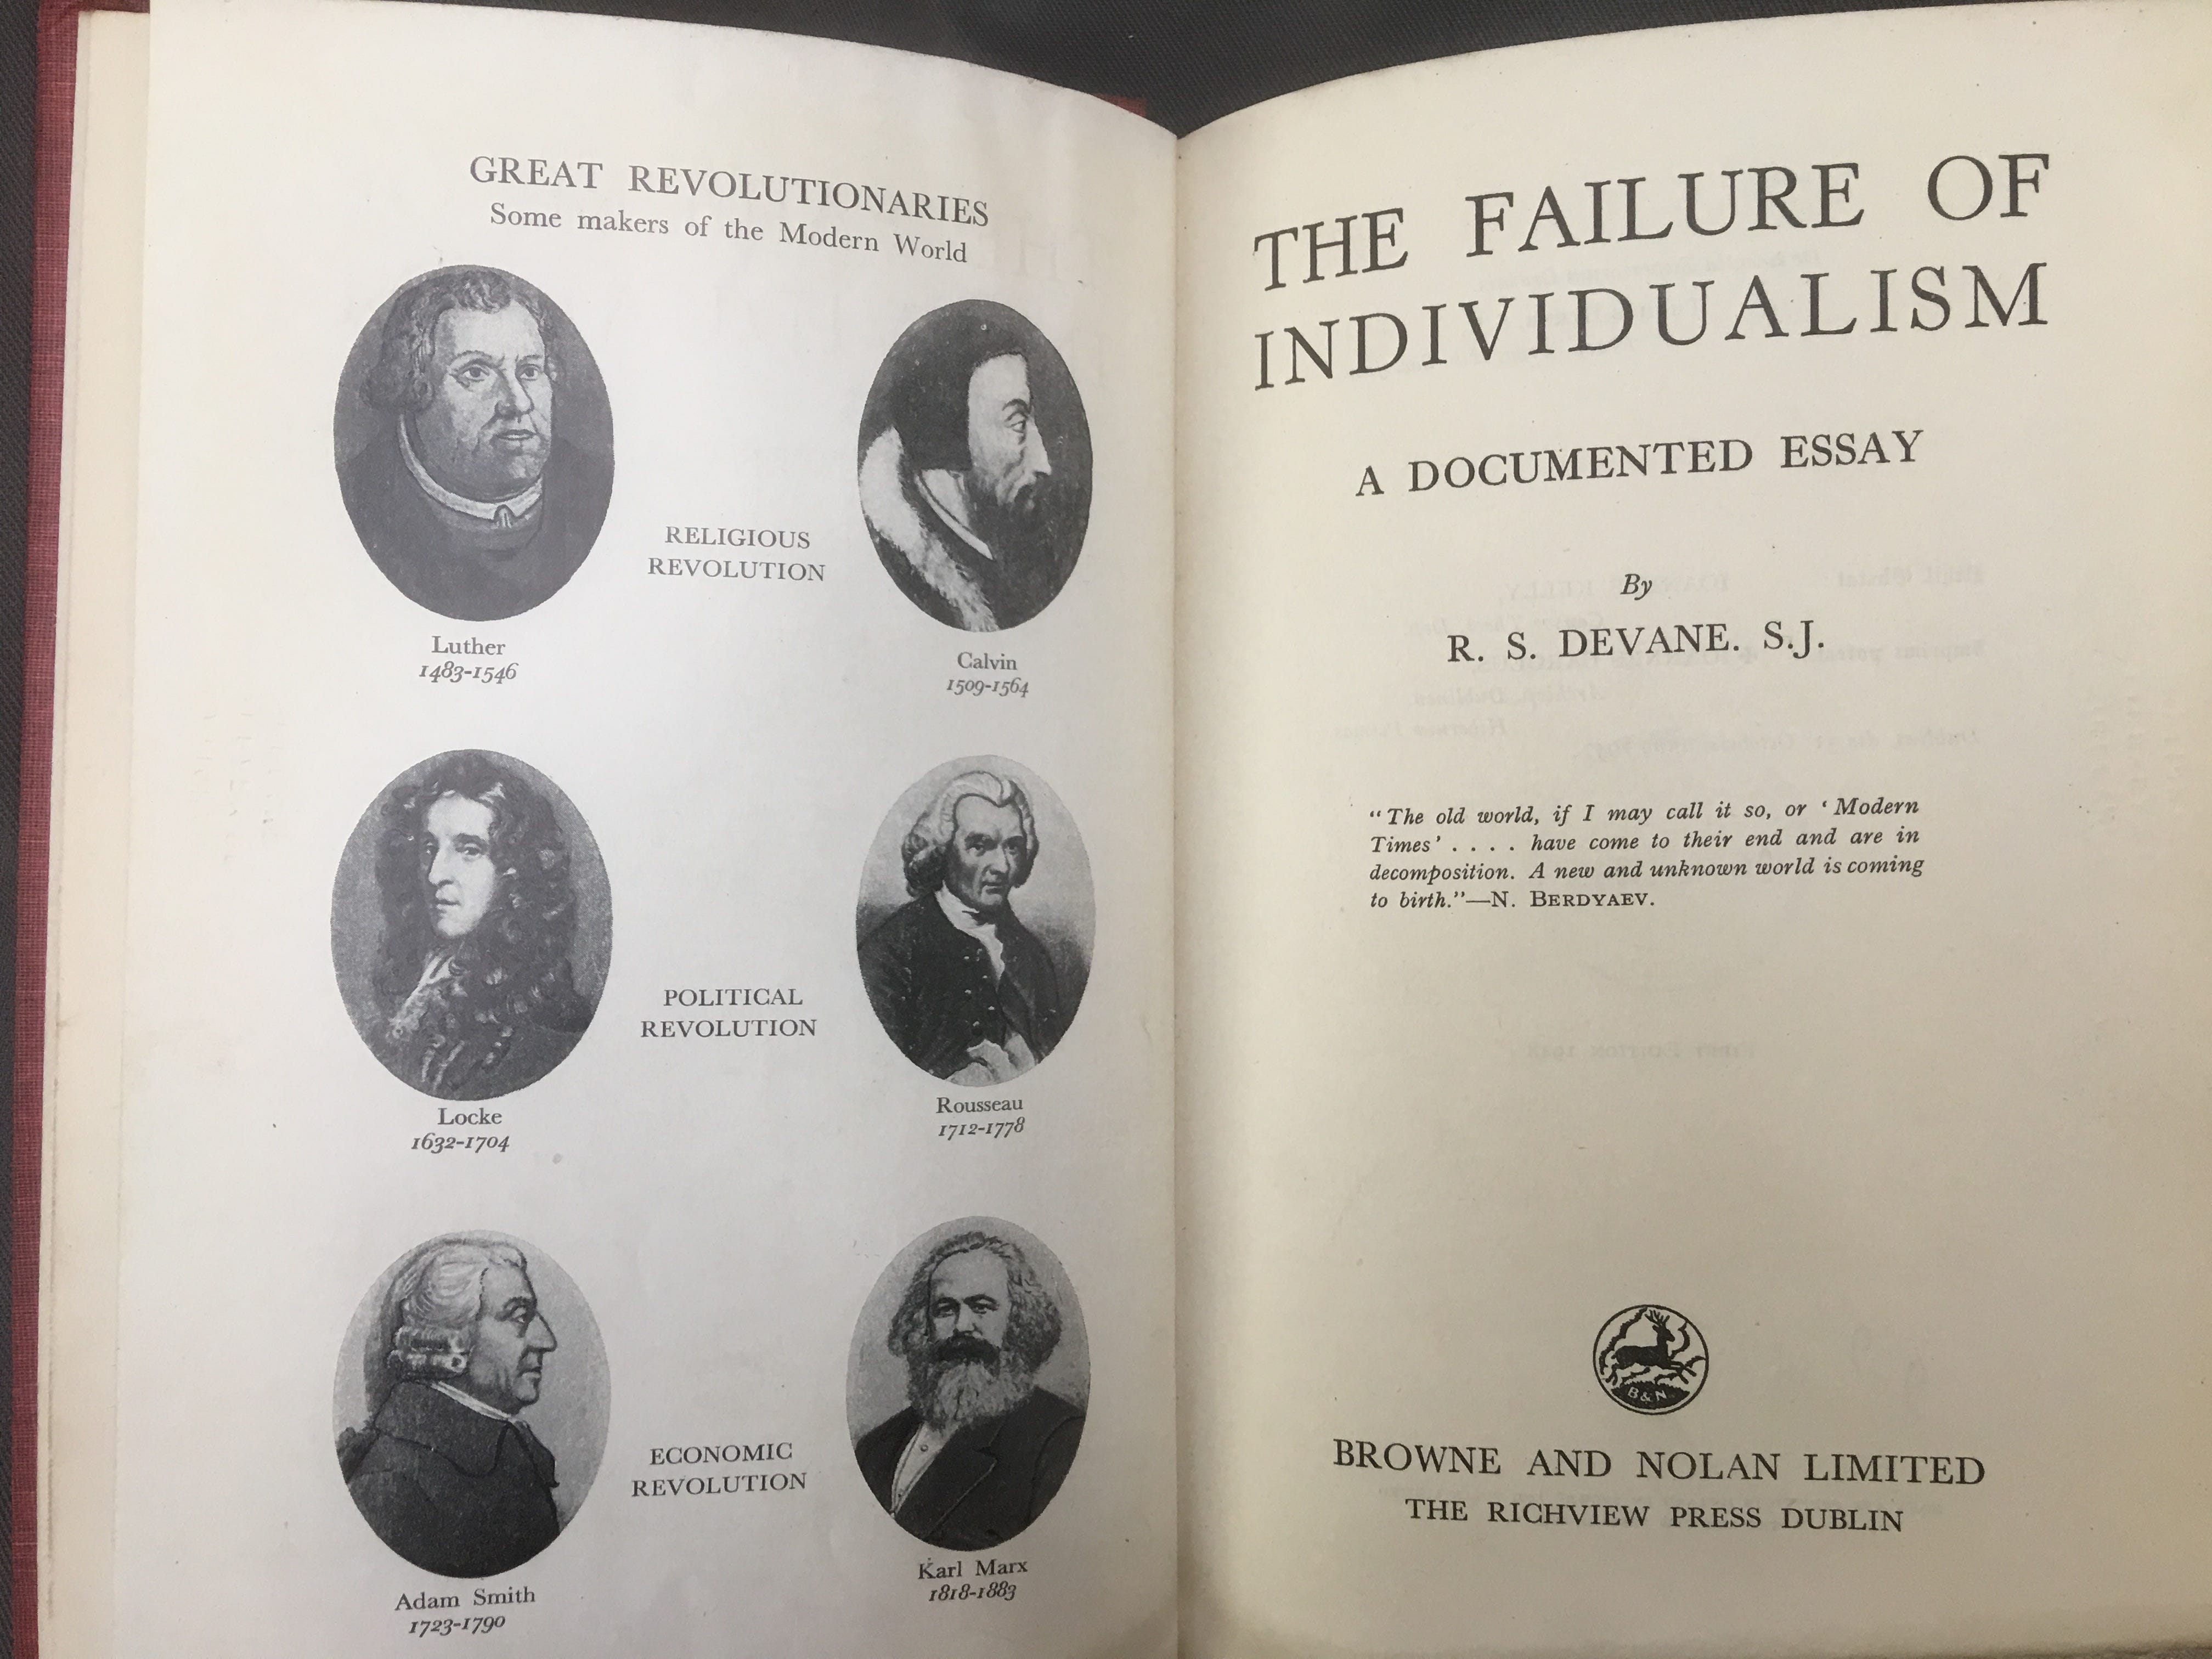 GREAT REVOLUTIONARIES
Some makers of the Modern World
RELIGIOUS
REVOLUTION
Luther
1483-1546
Calvin
1509-1564
POLITICAL
REVOLUTION
Locke
1632-1704
Rousseau
1712-1778
ECONOMIC
REVOLUTION
Adam Smith
1723-1790
Karl Marx
1818-1883
THE FAILURE OF
INDIVIDUALISM
A DOCUMENTED ESSAY
By
R. S. DEVANE. S.J.
"The old world, if I may call it so, or 'Modern
Times' . . . . have come to their end and are in
decomposition. A new and unknown world is coming
to birth."—N. BERDYAEV.
B&N
BROWNE AND NOLAN LIMITED
THE RICHVIEW PRESS DUBLIN